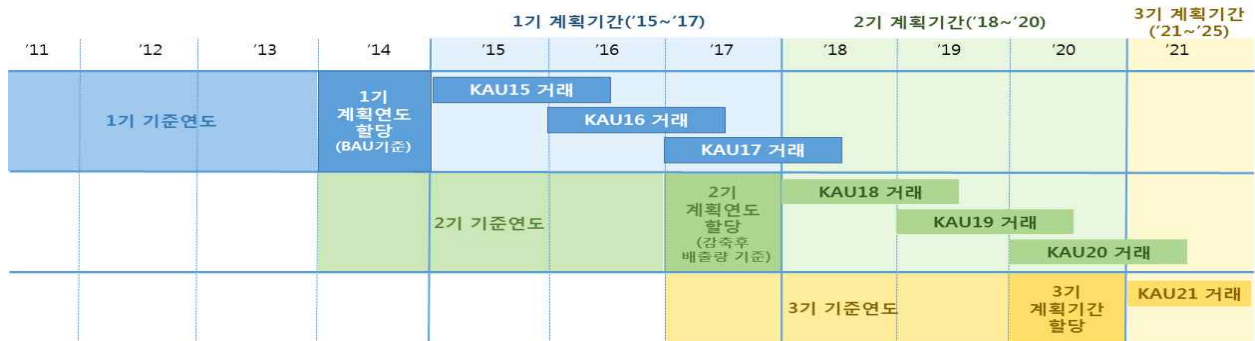 1기 계획기간('15~'17)
2기 계획기간('18~'20)
3기 계획기간
('21~'25)
'11
'12
'13
'14
'15
'16
'17
'18
'19
'20
'21
1기 기준연도
1기
계획연도
할당
(BAU기준)
KAU15 거래
KAU16 거래
KAU17 거래
2기 기준연도
2기
계획연도
할당
(감축후
배출량 기준)
KAU18 거래
KAU19 거래
KAU20 거래
3기 기준연도
3기
계획기간
할당
KAU21 거래